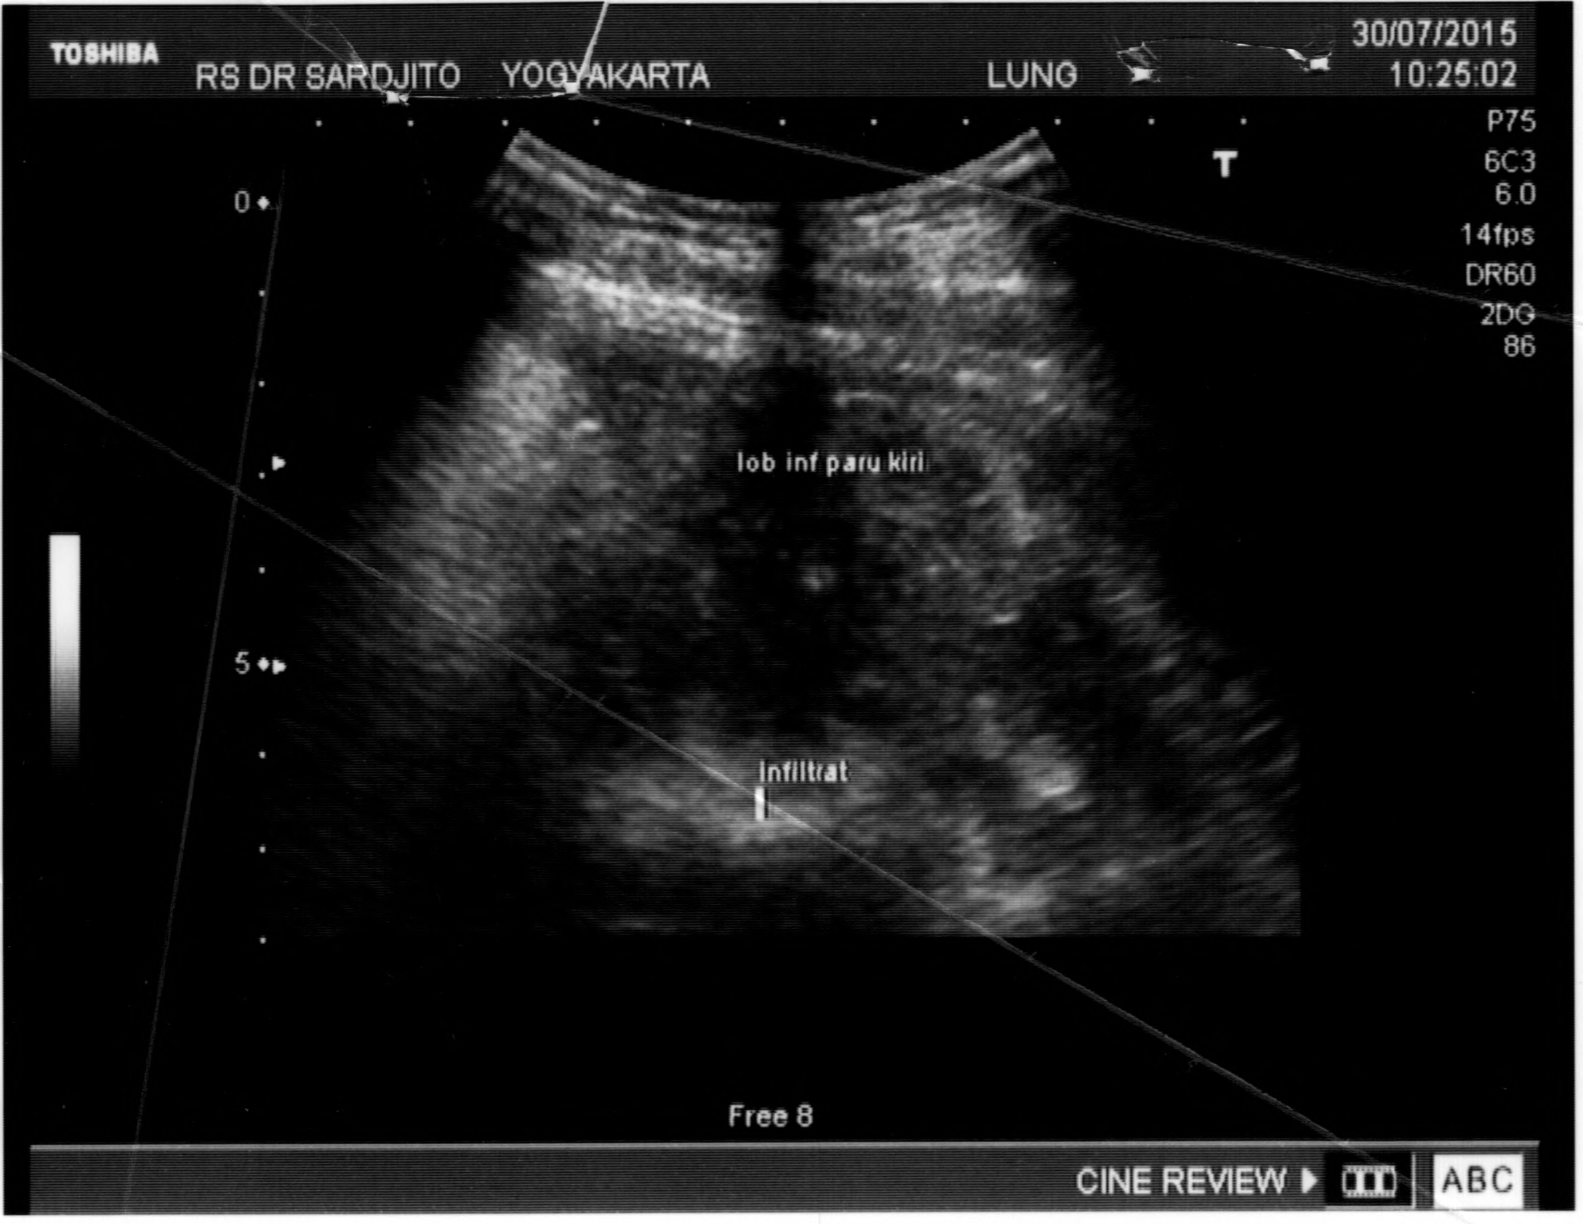 TOSHIBA
RS DR SARDJITO YOGYAKARTA LUNG
30/07/2015
10:25:02
P75
6C3
6.0
14fps
DR60
2DG
86
T
0
lob inf paru kiri
5
Infiltrat
Free 8
CINE REVIEW
ABC